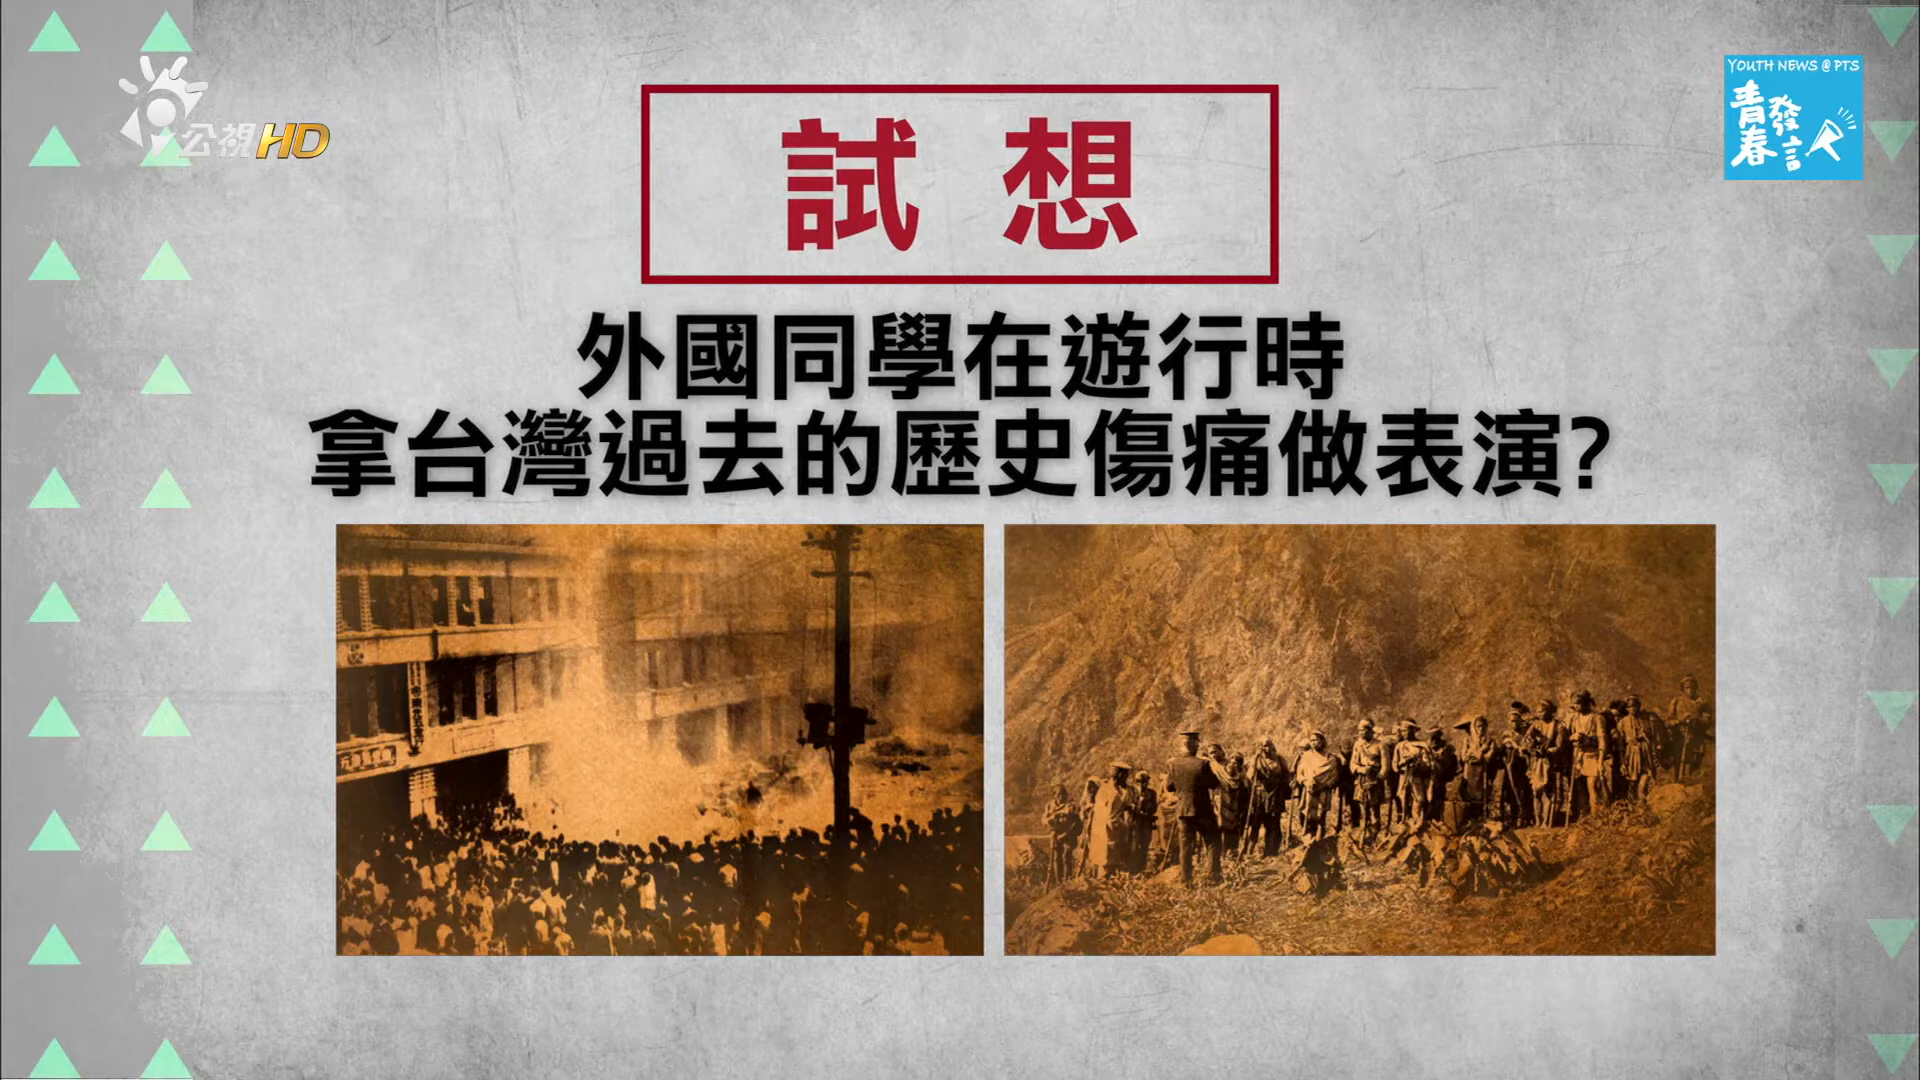 公視HD
YOUTH NEWS @ PTS
青春發言
試想
外國同學在遊行時
拿台灣過去的歷史傷痛做表演?